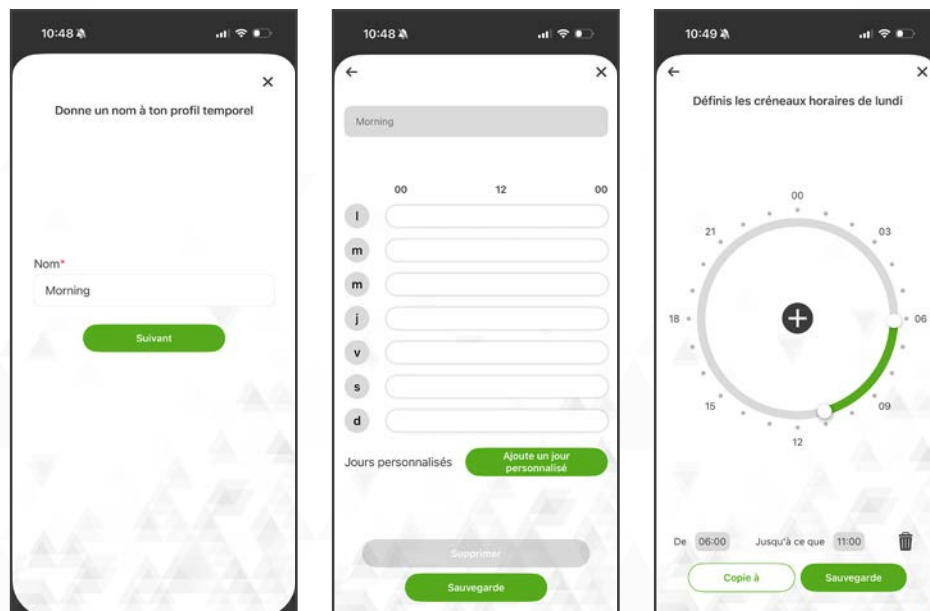 10:48
Donne un nom à ton profil temporel
Nom*
Morning
Suivant
10:48
Morning
00 12 00
l
m
m
j
v
s
d
Jours personnalisés
Ajoute un jour
personnalisé
Supprimer
Sauvegarde
10:49
Définis les créneaux horaires de lundi
00
21 03
18 06
15 09
12
De 06:00 Jusqu'à ce que 11:00
Copie à Sauvegarde